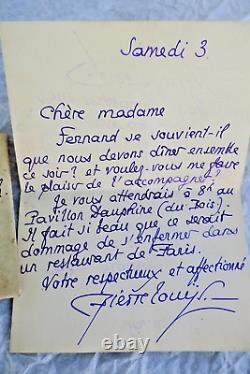 Samedi 3.
Chère madame
Fernand se souvient-il
que nous devons dîner ensemble
ce soir? et voulez-vous me faire
le plaisir de l'accompagner?
Je vous attendrai à 8h au
Pavillon Dauphine (du Bois).
Il fait si beau que ce serait
dommage de s'enfermer dans
un restaurant de Paris.
Votre respectueux et affectionné
Pierre Louÿs